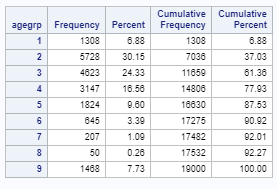 agegrp Frequency Percent Cumulative Frequency Cumulative Percent
1 1308 6.88 1308 6.88
2 5728 30.15 7036 37.03
3 4623 24.33 11659 61.36
4 3147 16.56 14806 77.93
5 1824 9.60 16630 87.53
6 645 3.39 17275 90.92
7 207 1.09 17482 92.01
8 50 0.26 17532 92.27
9 1468 7.73 19000 100.00